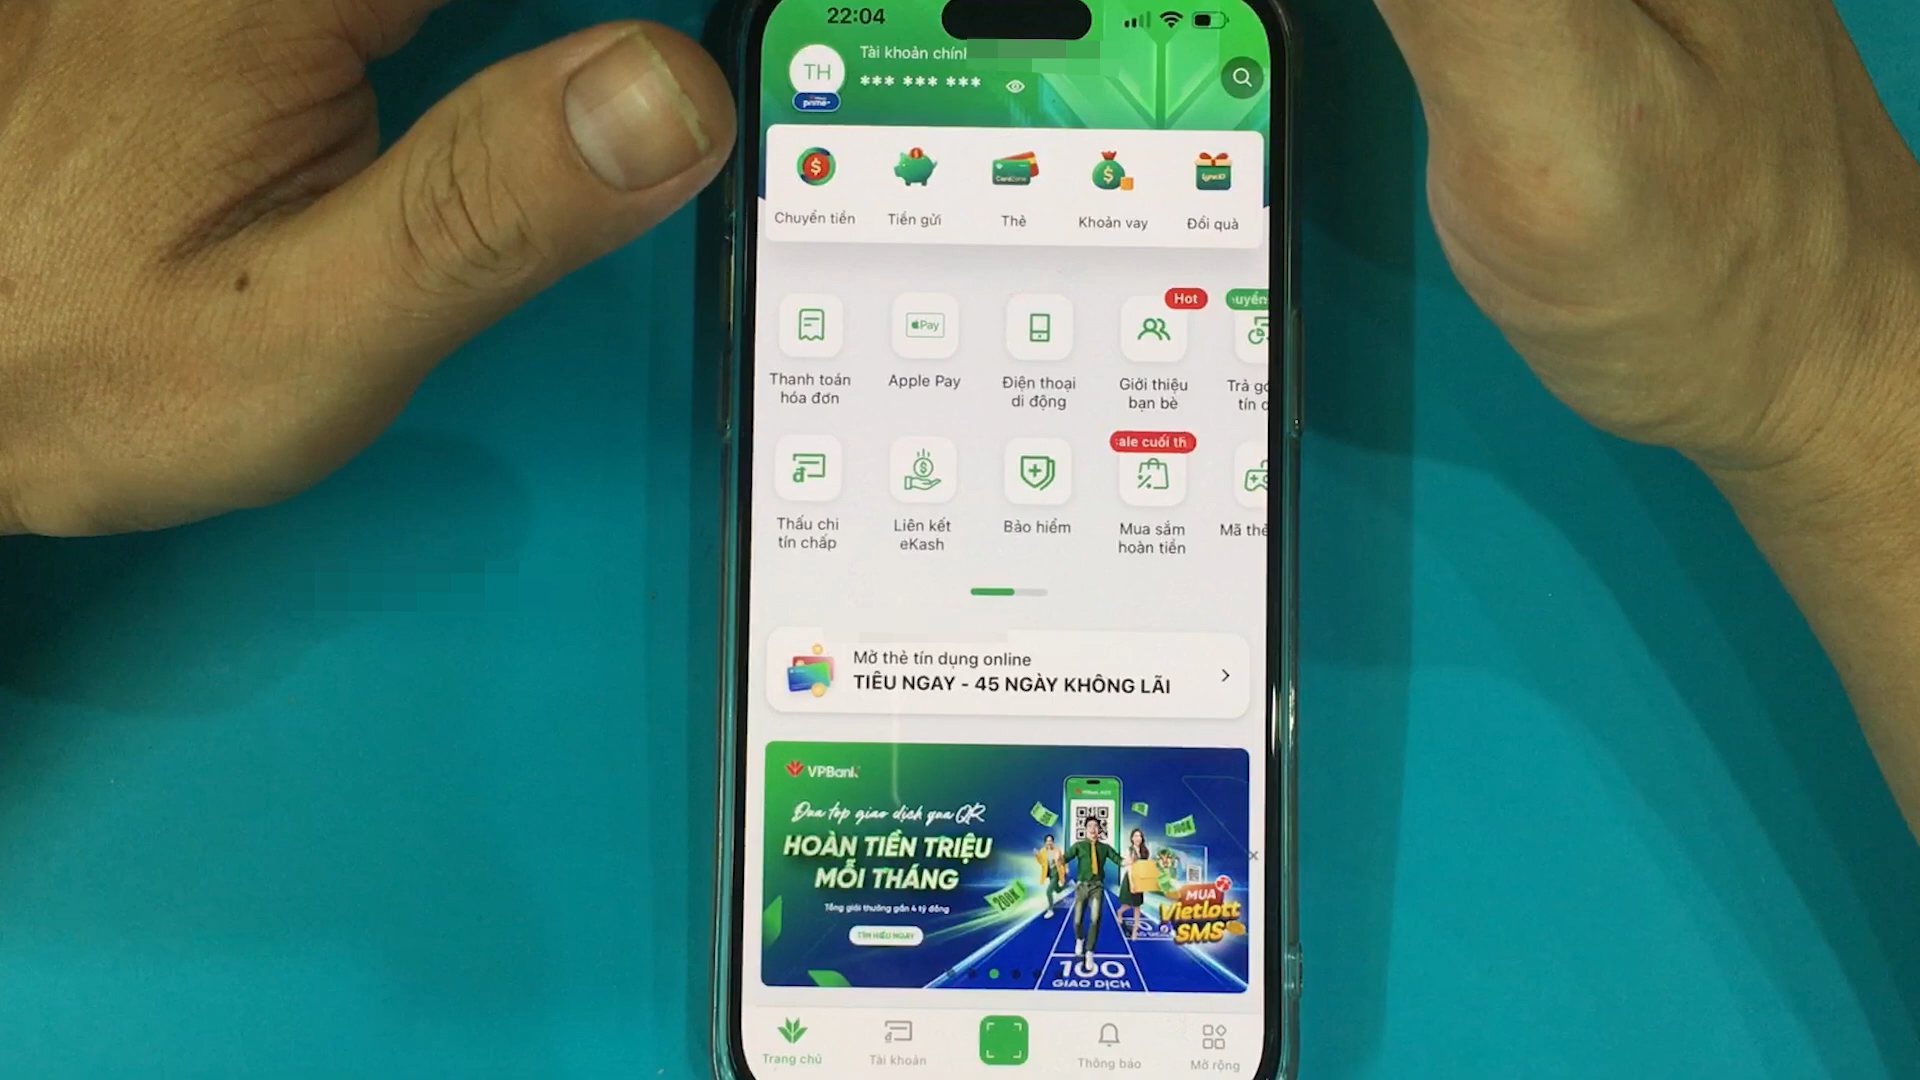 22:04
Tài khoản chính
TH
prime
*** *** ***
Chuyển tiền
Tiền gửi
Thẻ
Khoản vay
Đổi quà
Hot
Pay
Thanh toán
hóa đơn
Apple Pay
Điện thoại
di động
Giới thiệu
bạn bè
Trả gó
tín d
ale cuối th
Thấu chi
tín chấp
Liên kết
eKash
Bảo hiểm
Mua sắm
hoàn tiền
Mã thẻ
Mở thẻ tín dụng online
TIÊU NGAY - 45 NGÀY KHÔNG LÃI
VPBank
Đua top giao dịch qua QR
HOÀN TIỀN TRIỆU
MỖI THÁNG
Tổng giải thưởng gần 4 tỷ đồng
TÌM HIỂU NGAY
200K
100K
MUA
Vietlott
SMS
100
GIAO DỊCH
Trang chủ
Tài khoản
Thông báo
Mở rộng